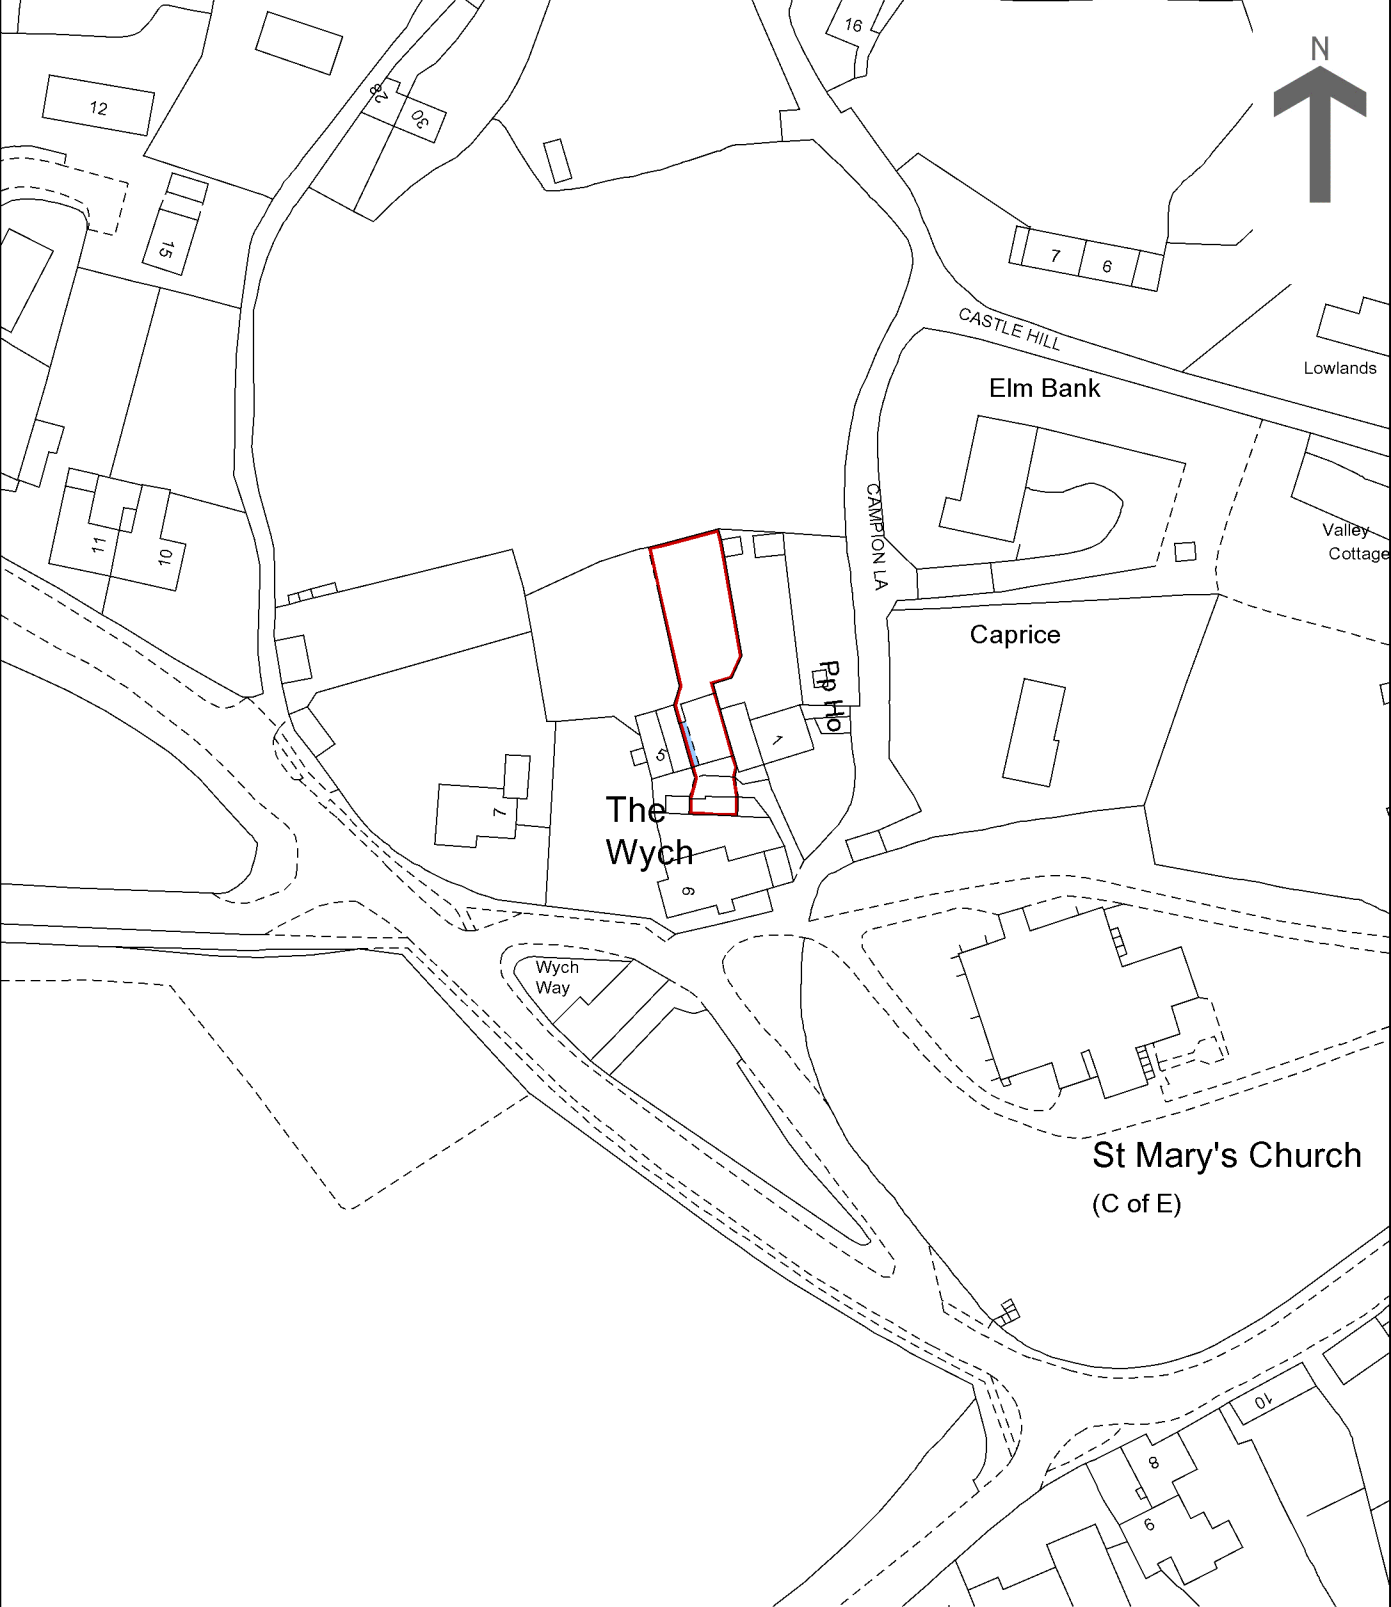 16
N
28
30
12
15
7
6
CASTLE HILL
Lowlands
Elm Bank
CAMPION LA
Valley
Cottage
11
10
Caprice
Pp Ho
5
1
7
The
Wych
6
Wych
Way
St Mary's Church
(C of E)
10
8
6